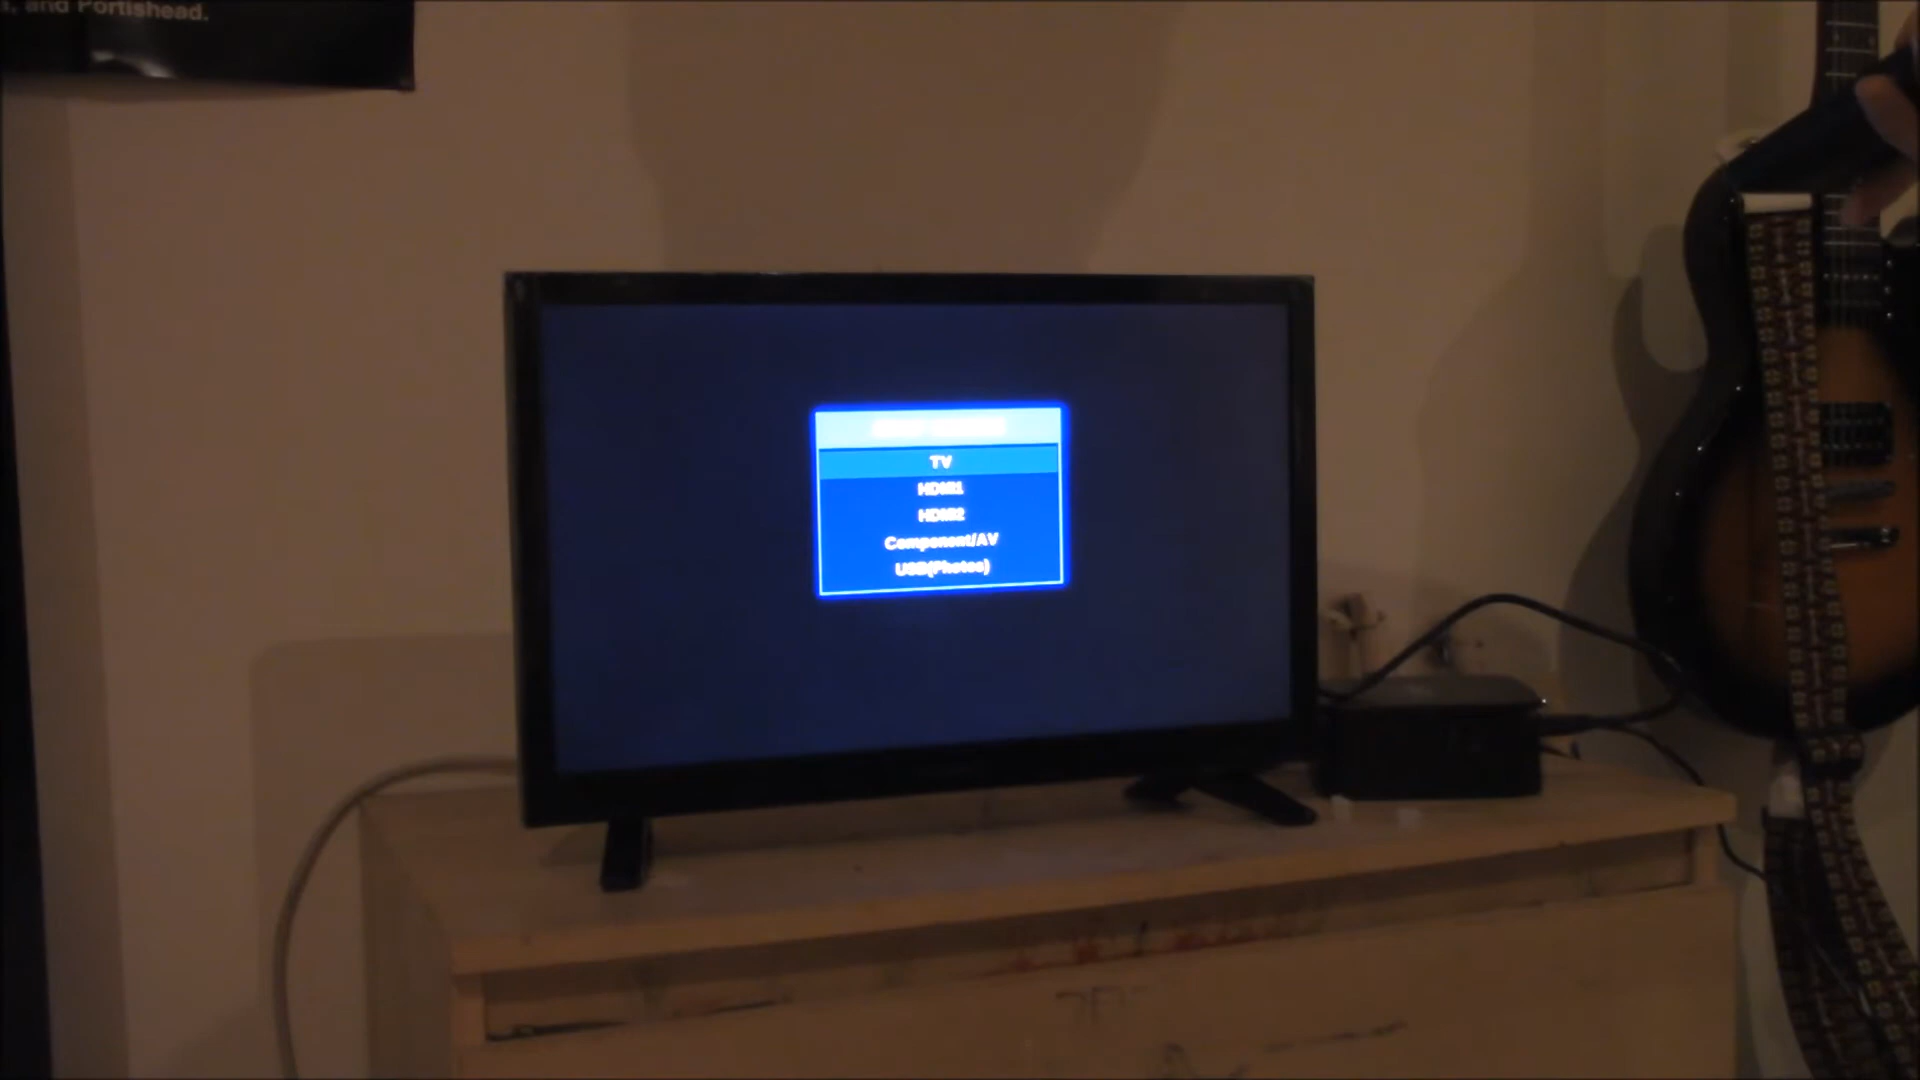 , and Portishead.
TV
HDMI1
HDMI2
Component/AV
USB(Photos)